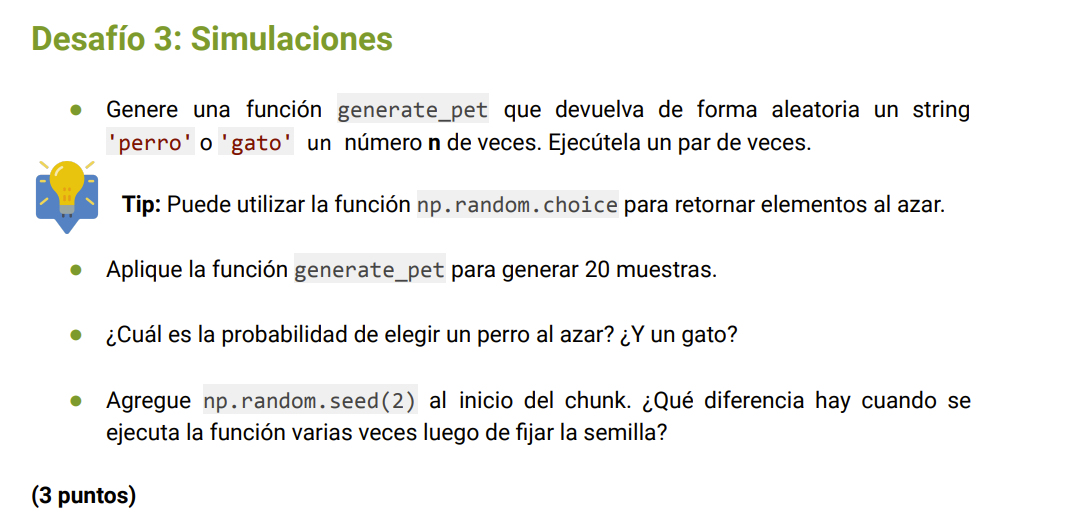 Desafío 3: Simulaciones
● Genere una función generate_pet que devuelva de forma aleatoria un string
'perro' o 'gato' un número n de veces. Ejecútela un par de veces.
Tip: Puede utilizar la función np.random.choice para retornar elementos al azar.
● Aplique la función generate_pet para generar 20 muestras.
● ¿Cuál es la probabilidad de elegir un perro al azar? ¿Y un gato?
● Agregue np.random.seed(2) al inicio del chunk. ¿Qué diferencia hay cuando se
ejecuta la función varias veces luego de fijar la semilla?
(3 puntos)